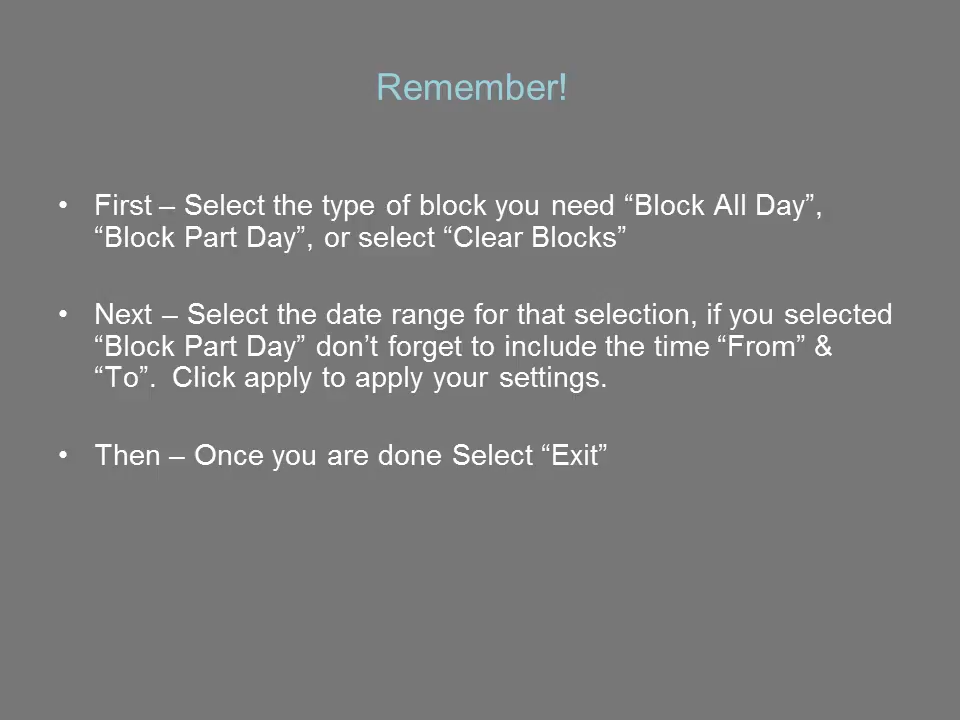 Remember!
• First – Select the type of block you need “Block All Day”,
“Block Part Day”, or select “Clear Blocks”
• Next – Select the date range for that selection, if you selected
“Block Part Day” don’t forget to include the time “From” &
“To”.  Click apply to apply your settings.
• Then – Once you are done Select “Exit”